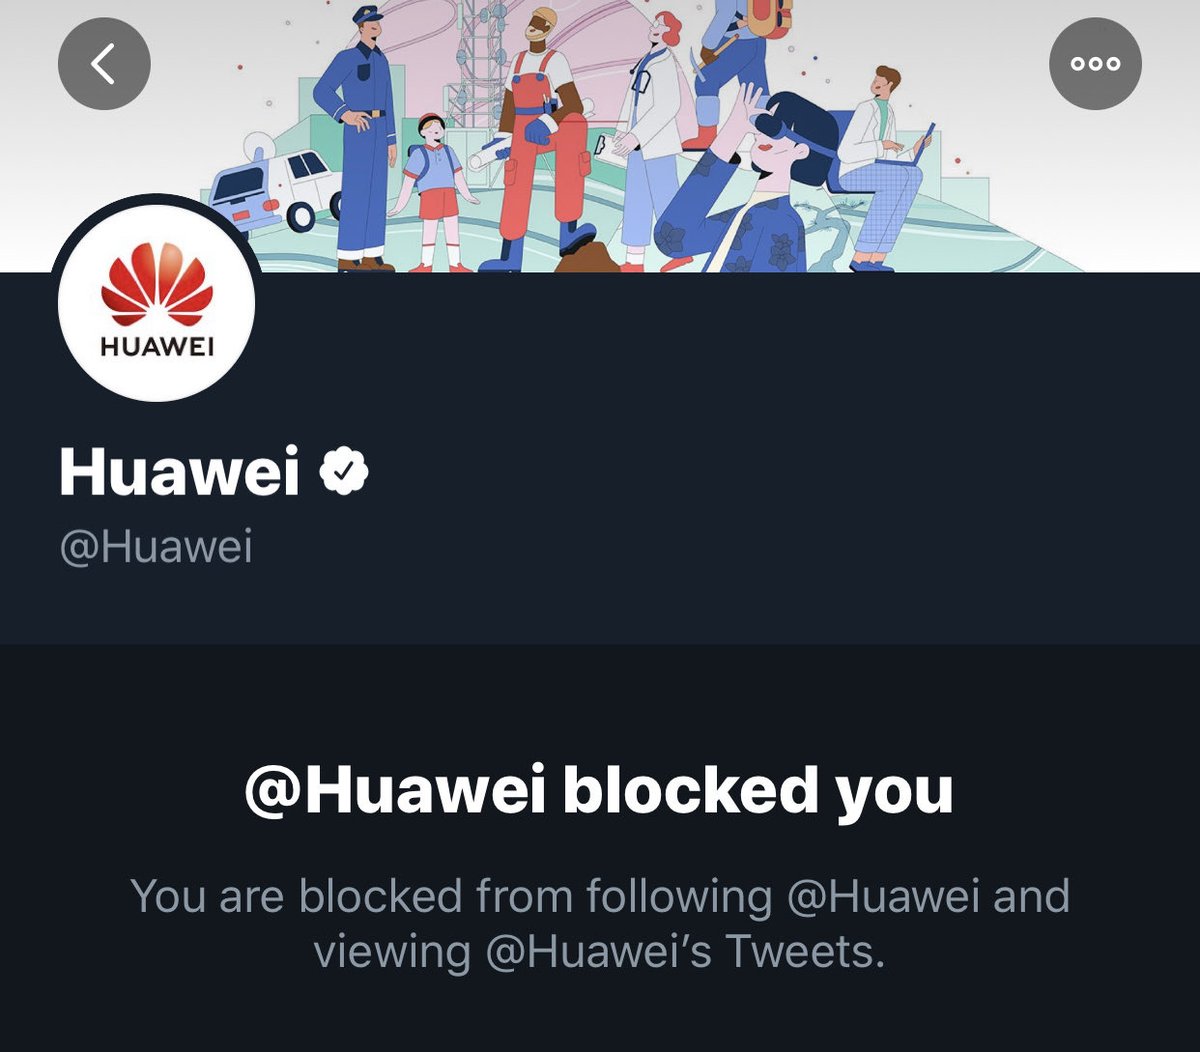 HUAWEI
Huawei
@Huawei
@Huawei blocked you
You are blocked from following @Huawei and
viewing @Huawei’s Tweets.